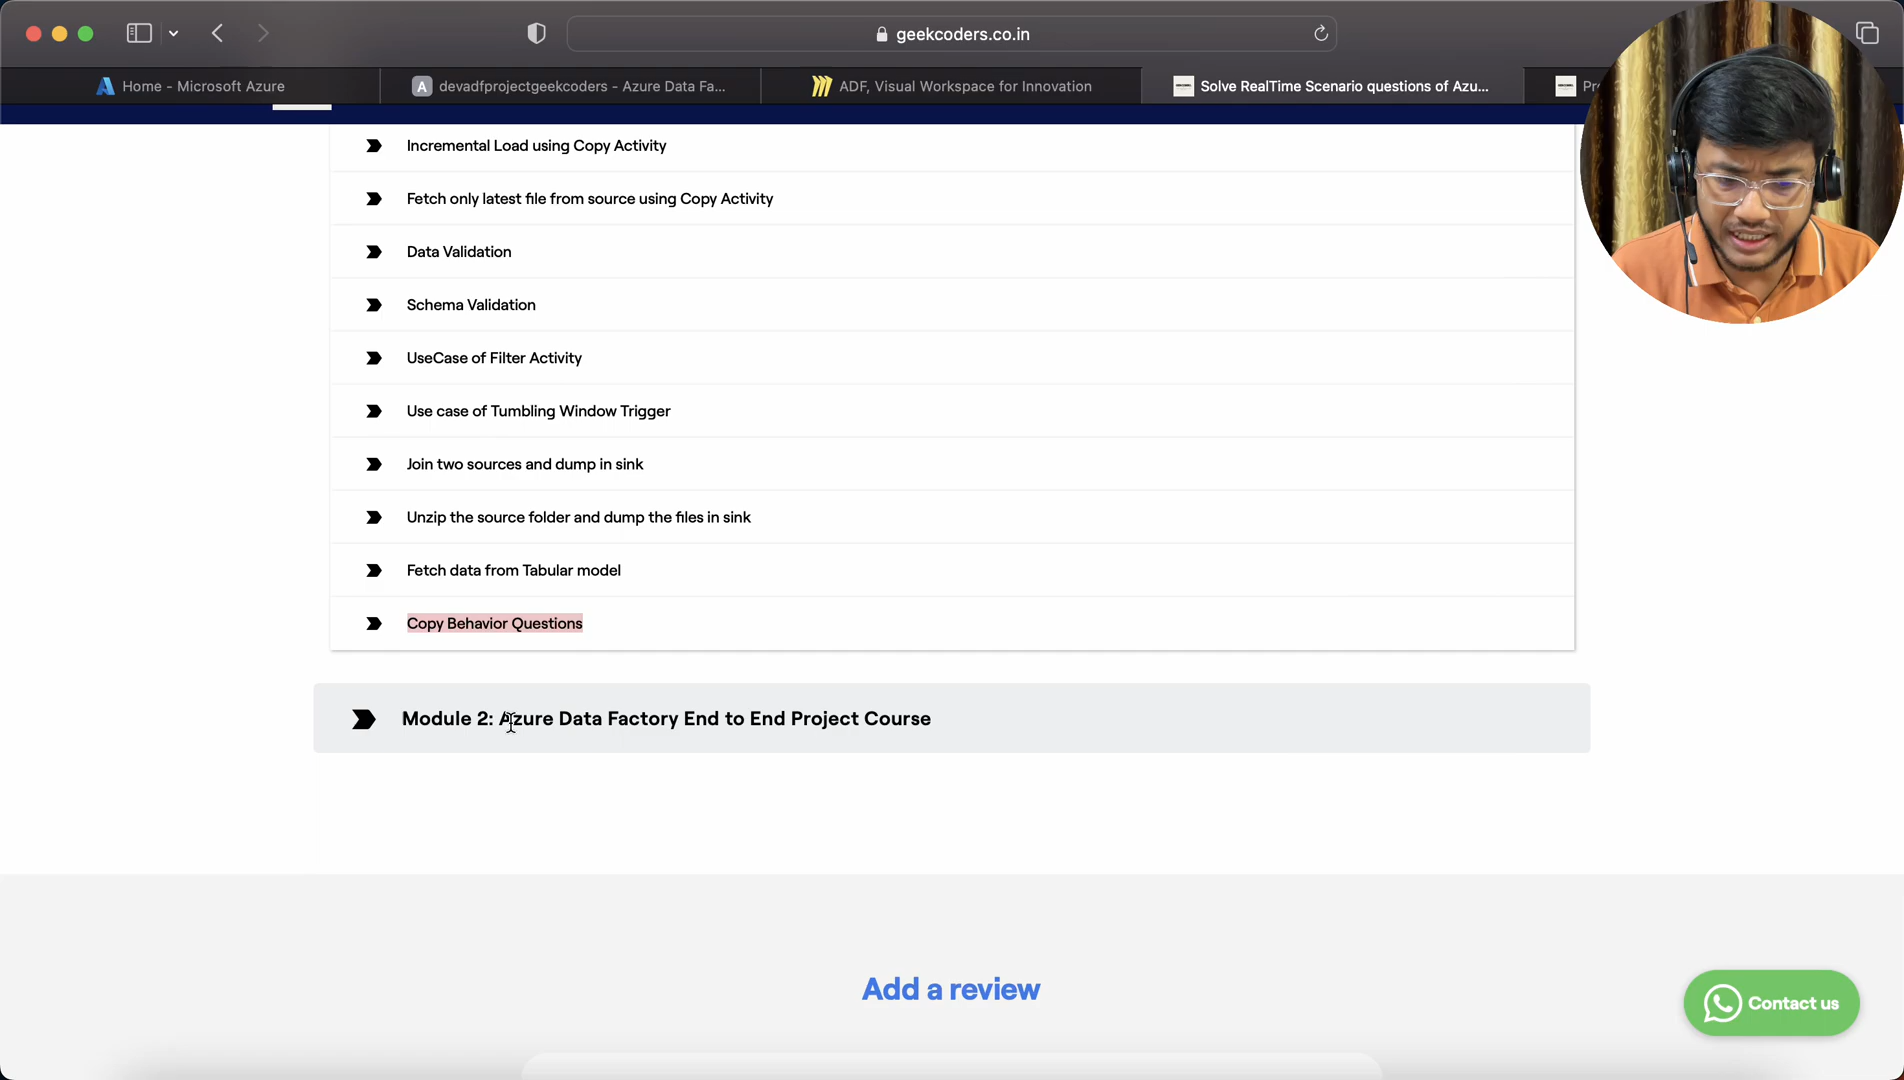 geekcoders.co.in
Home - Microsoft Azure
A
devadfprojectgeekcoders - Azure Data Fa...
ADF, Visual Workspace for Innovation
Solve RealTime Scenario questions of Azu...
Incremental Load using Copy Activity
Fetch only latest file from source using Copy Activity
Data Validation
Schema Validation
UseCase of Filter Activity
Use case of Tumbling Window Trigger
Join two sources and dump in sink
Unzip the source folder and dump the files in sink
Fetch data from Tabular model
Copy Behavior Questions
Module 2: Azure Data Factory End to End Project Course
Add a review
Contact us